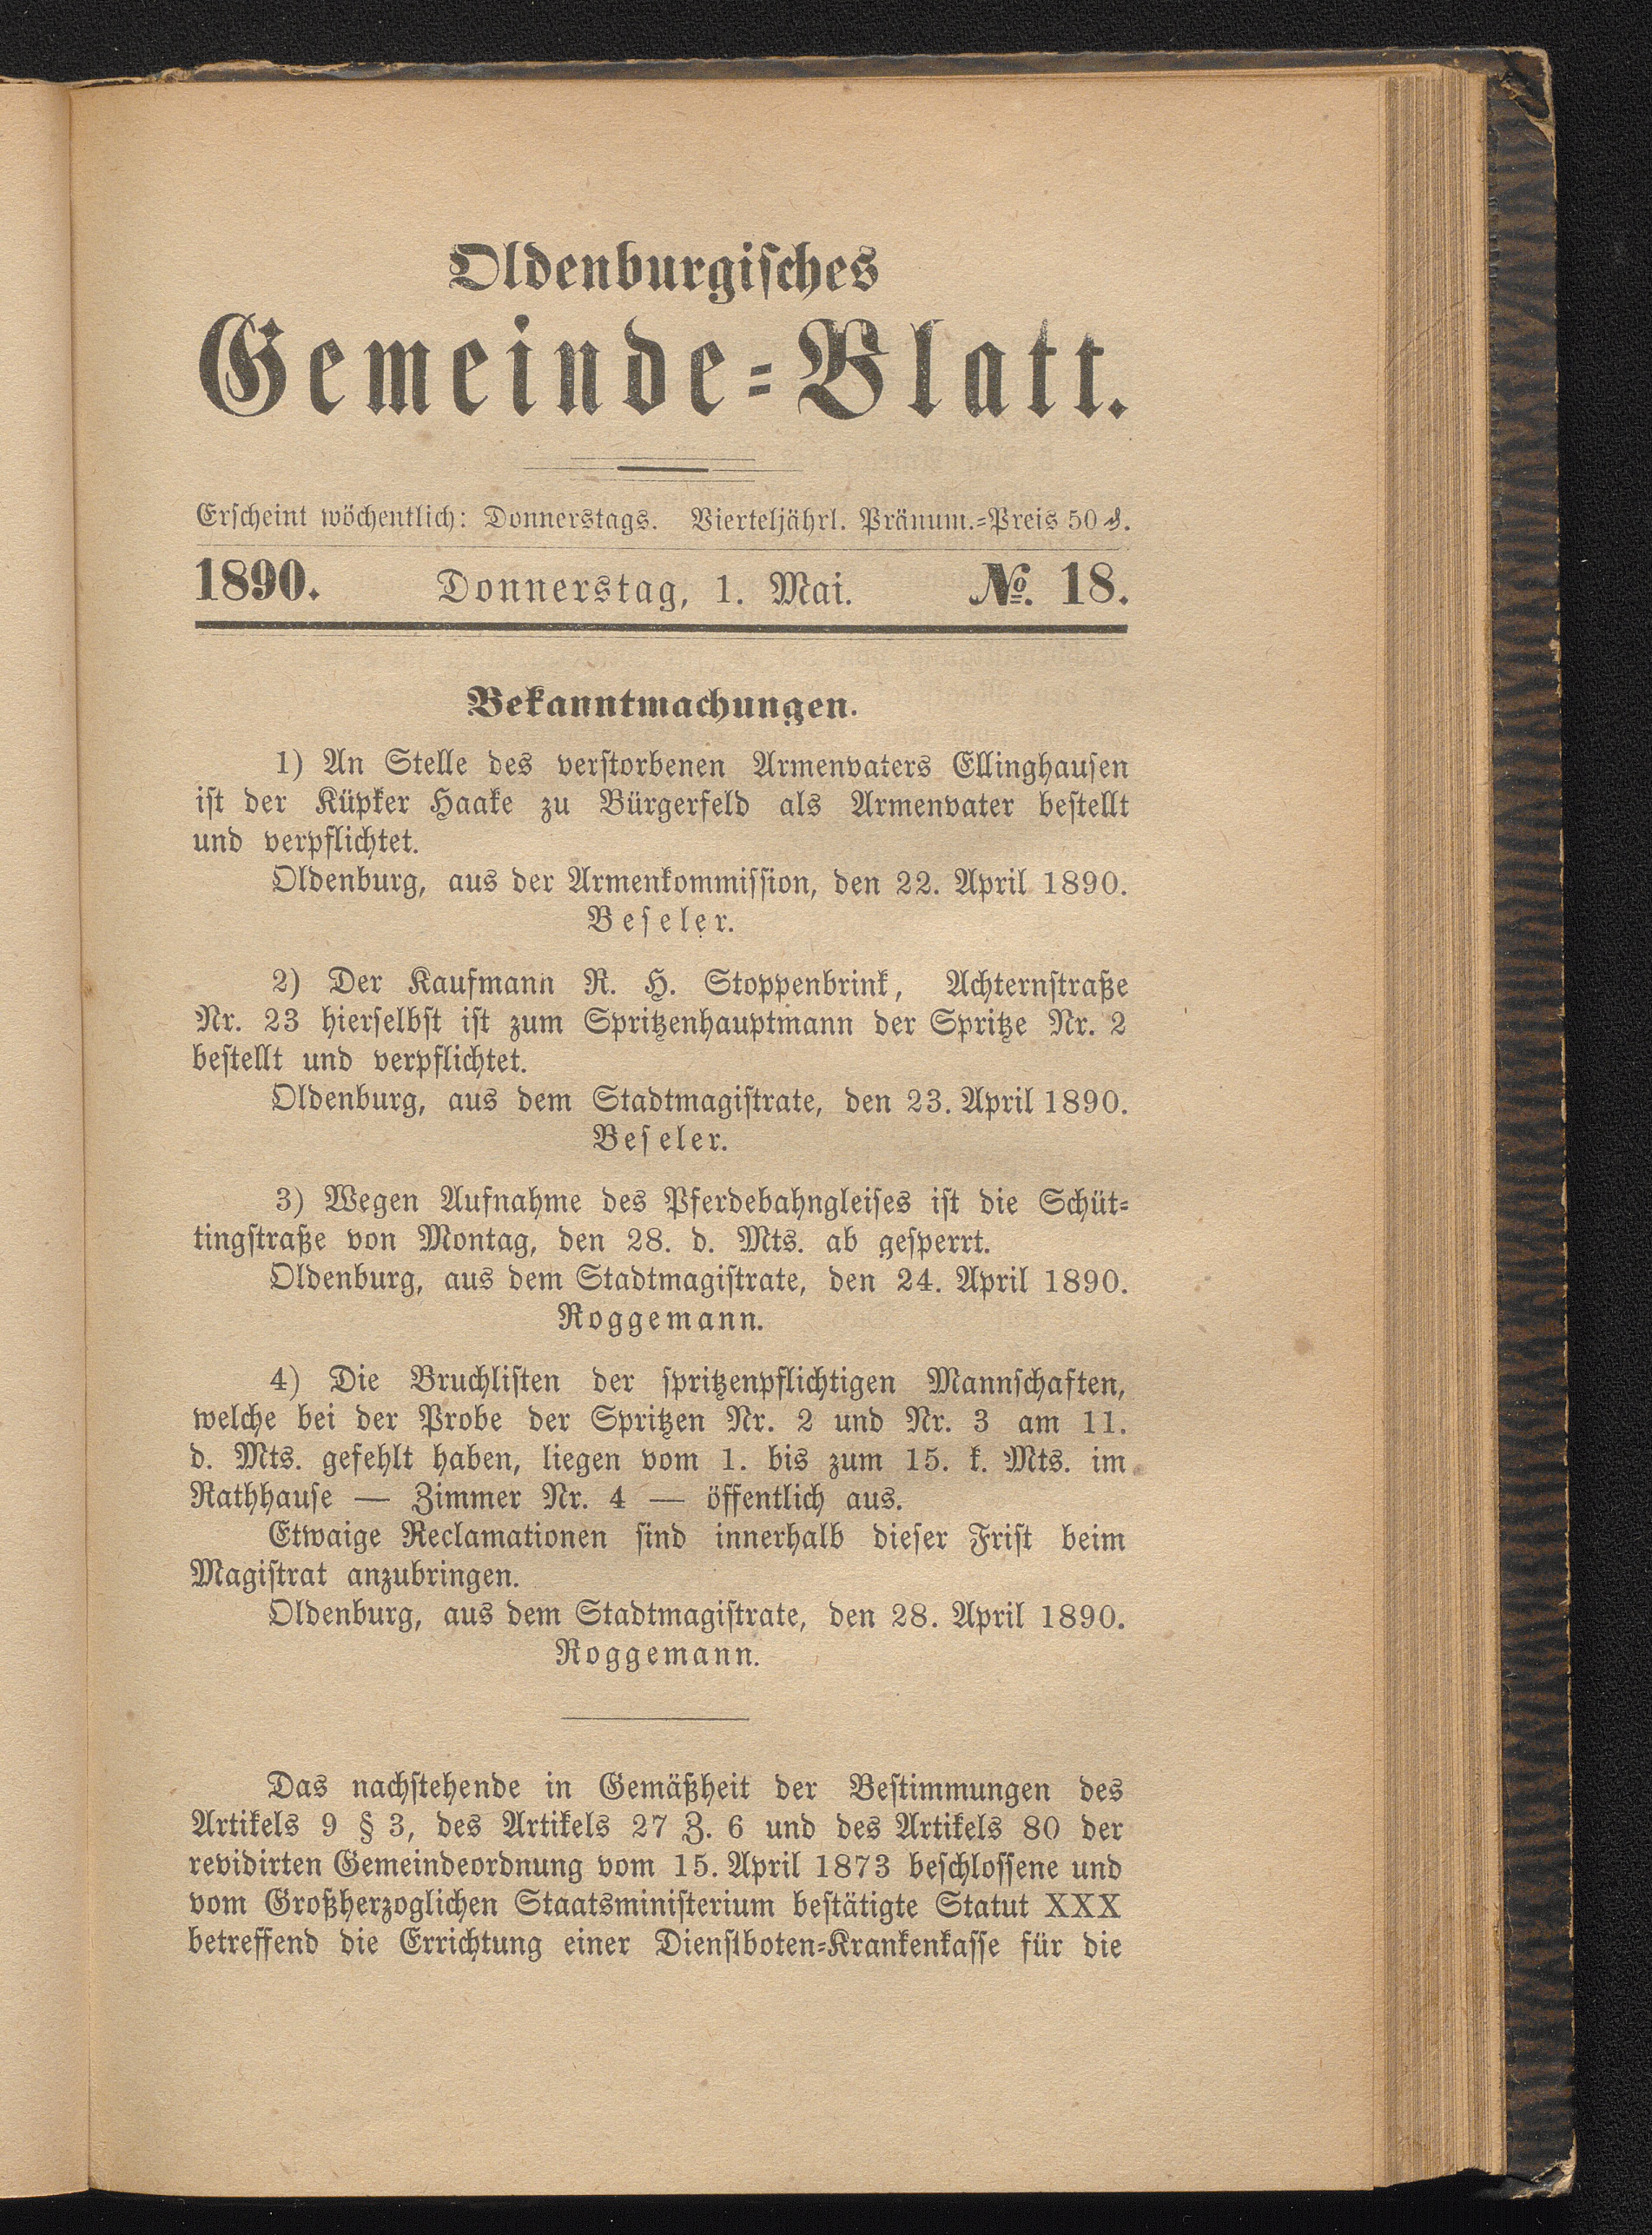 Oldenburgisches
Gemeinde-Blatt.
Erscheint wöchentlich: Donnerstags. Vierteljährl. Pränum.-Preis 50 ₰.
1890. Donnerstag, 1. Mai. №. 18.
Bekanntmachungen.
1) An Stelle des verstorbenen Armenvaters Ellinghausen
ist der Küpker Haake zu Bürgerfeld als Armenvater bestellt
und verpflichtet.
Oldenburg, aus der Armenkommission, den 22. April 1890.
Beseler.
2) Der Kaufmann R. H. Stoppenbrink, Achternstraße
Nr. 23 hierselbst ist zum Spritzenhauptmann der Spritze Nr. 2
bestellt und verpflichtet.
Oldenburg, aus dem Stadtmagistrate, den 23. April 1890.
Beseler.
3) Wegen Aufnahme des Pferdebahngleises ist die Schüt-
tingstraße von Montag, den 28. d. Mts. ab gesperrt.
Oldenburg, aus dem Stadtmagistrate, den 24. April 1890.
Roggemann.
4) Die Bruchlisten der spritzenpflichtigen Mannschaften,
welche bei der Probe der Spritzen Nr. 2 und Nr. 3 am 11.
d. Mts. gefehlt haben, liegen vom 1. bis zum 15. k. Mts. im
Rathhause — Zimmer Nr. 4 — öffentlich aus.
Etwaige Reclamationen sind innerhalb dieser Frist beim
Magistrat anzubringen.
Oldenburg, aus dem Stadtmagistrate, den 28. April 1890.
Roggemann.
Das nachstehende in Gemäßheit der Bestimmungen des
Artikels 9 § 3, des Artikels 27 Z. 6 und des Artikels 80 der
revidirten Gemeindeordnung vom 15. April 1873 beschlossene und
vom Großherzoglichen Staatsministerium bestätigte Statut XXX
betreffend die Errichtung einer Dienstboten-Krankenkasse für die